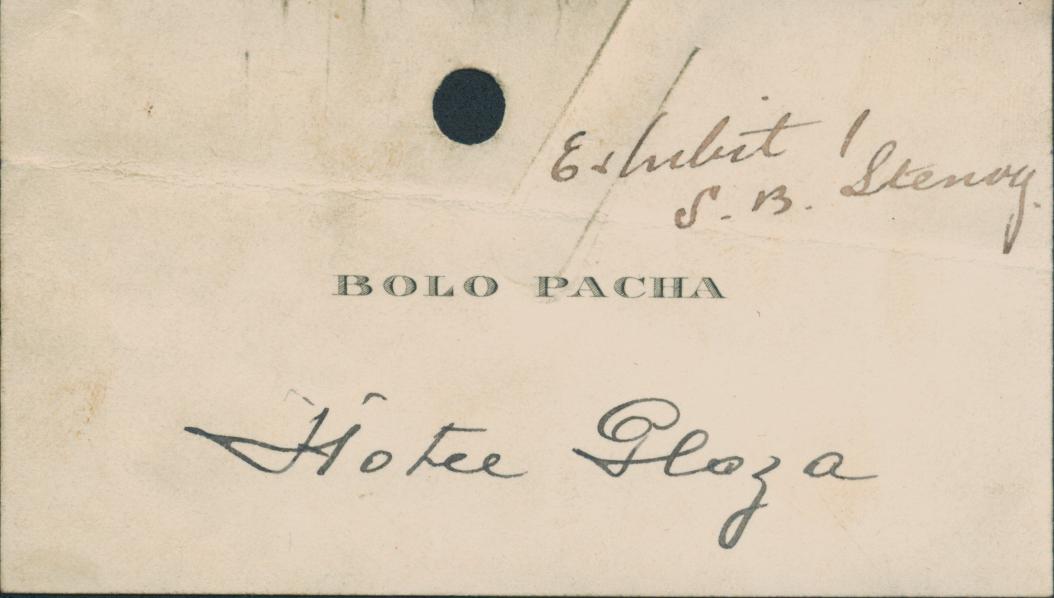 Exhibit 1
S. B. Stenog.
BOLO PACHA
Hotel Plaza